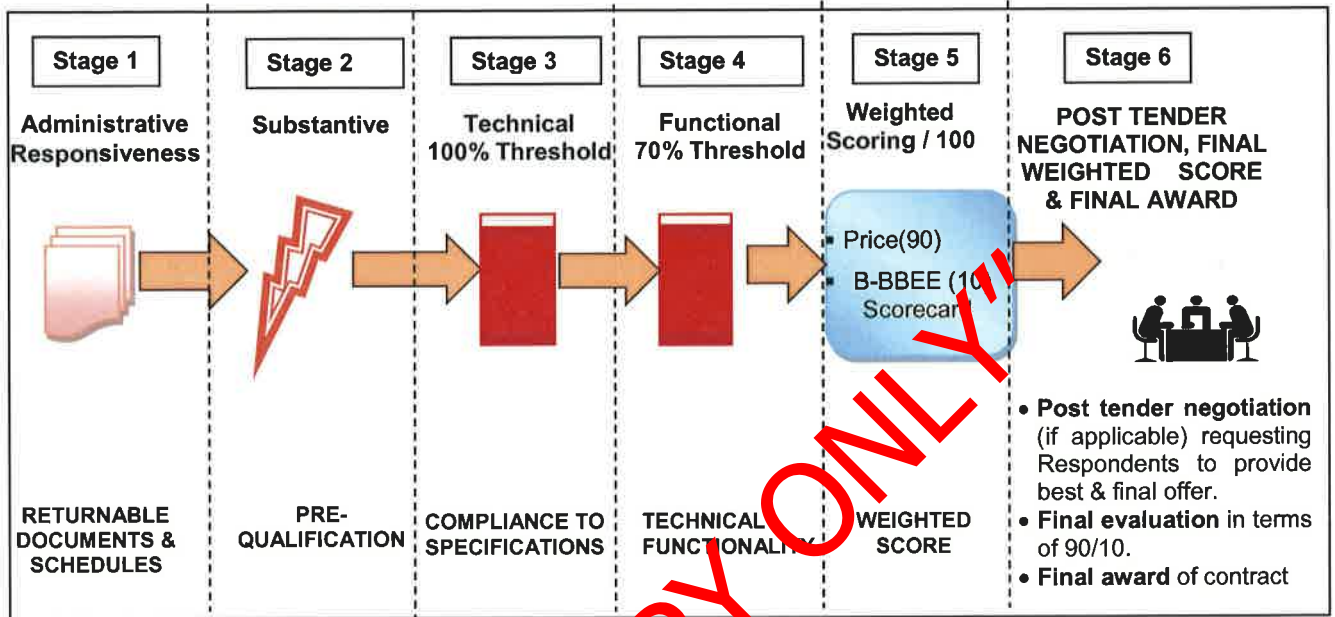 Stage 1
Administrative
Responsiveness
RETURNABLE
DOCUMENTS &
SCHEDULES
Stage 2
Substantive
PRE-
QUALIFICATION
Stage 3
Technical
100% Threshold
COMPLIANCE TO
SPECIFICATIONS
Stage 4
Functional
70% Threshold
TECHNICAL
FUNCTIONALITY
Stage 5
Weighted
Scoring / 100
▪ Price(90)
▪ B-BBEE (10
Scorecard
WEIGHTED
SCORE
Stage 6
POST TENDER
NEGOTIATION, FINAL
WEIGHTED SCORE
& FINAL AWARD
• Post tender negotiation
(if applicable) requesting
Respondents to provide
best & final offer.
• Final evaluation in terms
of 90/10.
• Final award of contract
ONLY"